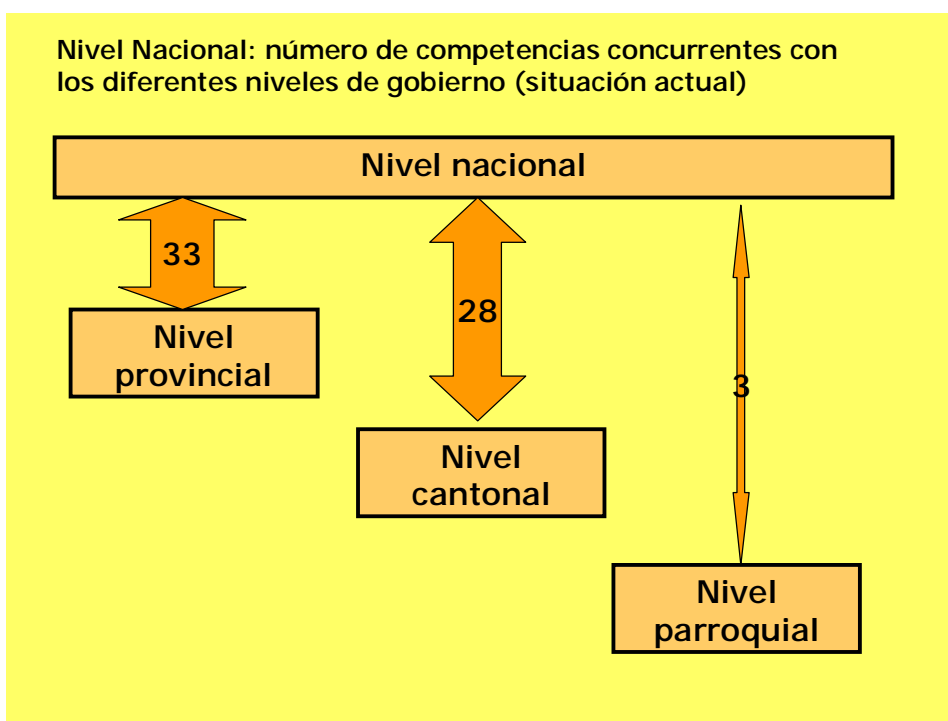 Nivel Nacional: número de competencias concurrentes con
los diferentes niveles de gobierno (situación actual)
Nivel nacional
33
28
3
Nivel
provincial
Nivel
cantonal
Nivel
parroquial